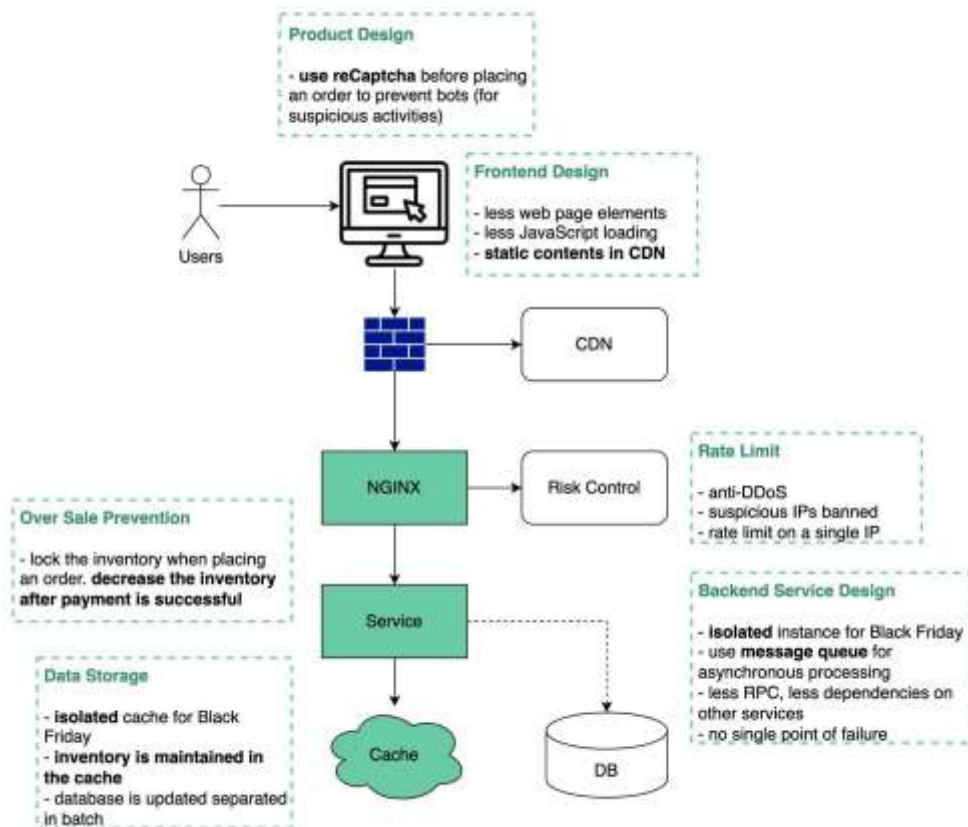 Product Design
- use reCaptcha before placing
an order to prevent bots (for
suspicious activities)
Frontend Design
- less web page elements
- less JavaScript loading
- static contents in CDN
Users
CDN
NGINX
Risk Control
Rate Limit
- anti-DDoS
- suspicious IPs banned
- rate limit on a single IP
Over Sale Prevention
- lock the inventory when placing
an order. decrease the inventory
after payment is successful
Service
Backend Service Design
- isolated instance for Black Friday
- use message queue for
asynchronous processing
- less RPC, less dependencies on
other services
- no single point of failure
Data Storage
- isolated cache for Black
Friday
- inventory is maintained in
the cache
- database is updated separated
in batch
Cache
DB